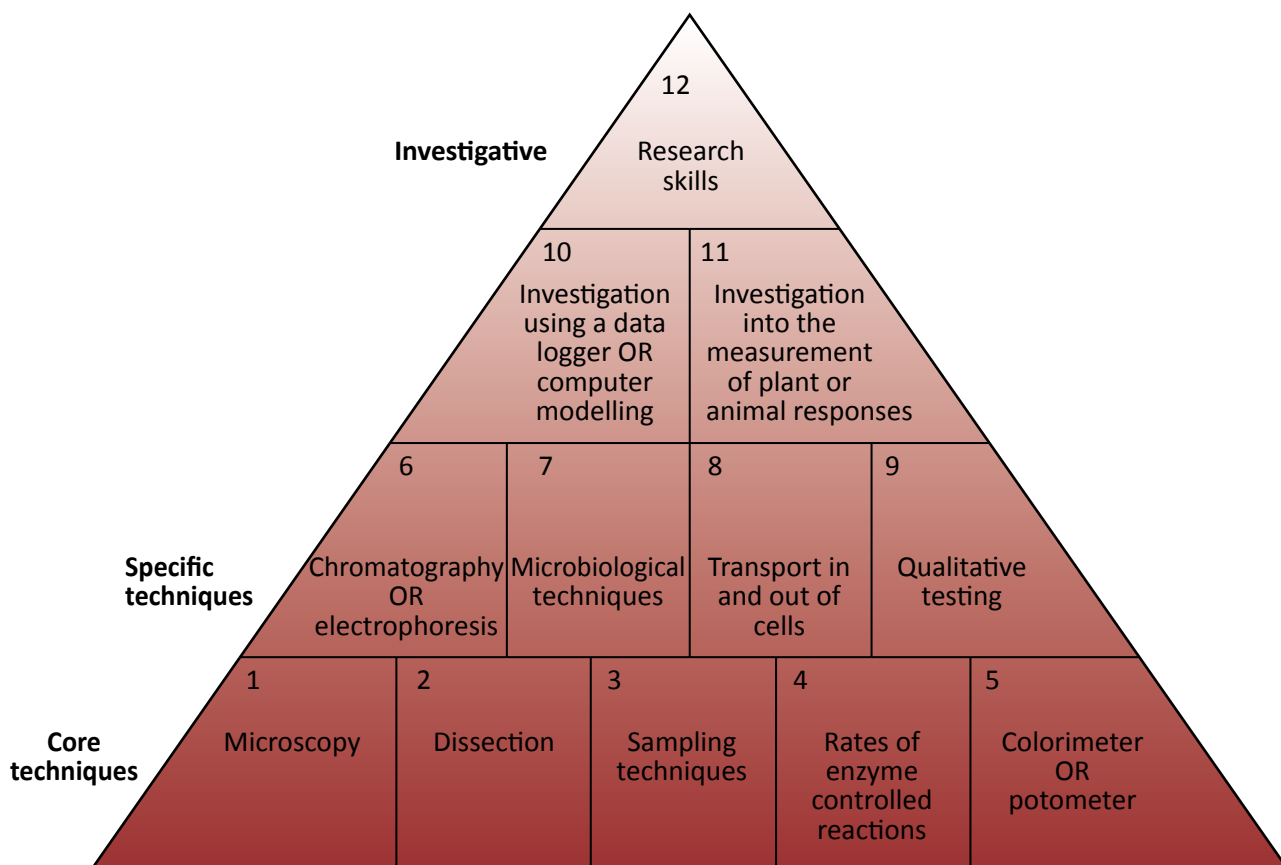 12
Investigative
Research
skills
10
Investigation
using a data
logger OR
computer
modelling
11
Investigation
into the
measurement
of plant or
animal responses
Specific
techniques
6
Chromatography
OR
electrophoresis
7
Microbiological
techniques
8
Transport in
and out of
cells
9
Qualitative
testing
Core
techniques
1
Microscopy
2
Dissection
3
Sampling
techniques
4
Rates of
enzyme
controlled
reactions
5
Colorimeter
OR
potometer